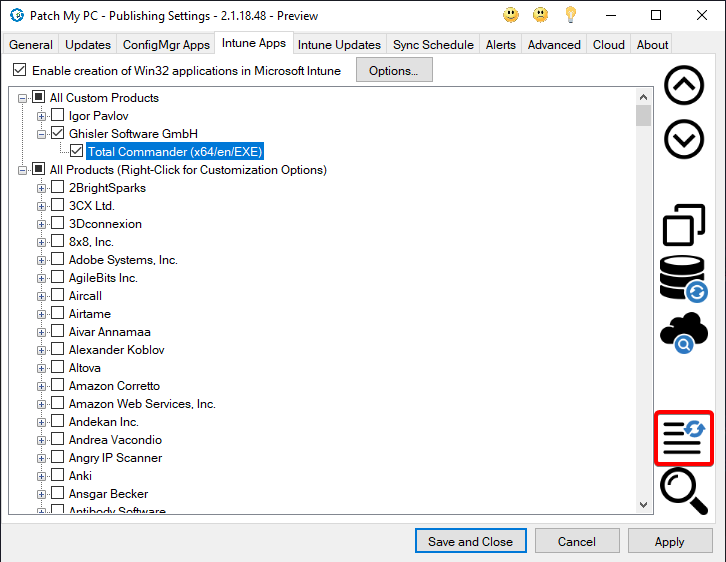 Patch My PC - Publishing Settings - 2.1.18.48 - Preview
General Updates ConfigMgr Apps Intune Apps Intune Updates Sync Schedule Alerts Advanced Cloud About
Enable creation of Win32 applications in Microsoft Intune Options...
All Custom Products
Igor Pavlov
Ghisler Software GmbH
Total Commander (x64/en/EXE)
All Products (Right-Click for Customization Options)
2BrightSparks
3CX Ltd.
3Dconnexion
8x8, Inc.
Adobe Systems, Inc.
AgileBits Inc.
Aircall
Airtame
Aivar Annamaa
Alexander Koblov
Altova
Amazon Corretto
Amazon Web Services, Inc.
Andekan Inc.
Andrea Vacondio
Angry IP Scanner
Anki
Ansgar Becker
Antibody Software
Save and Close Cancel Apply